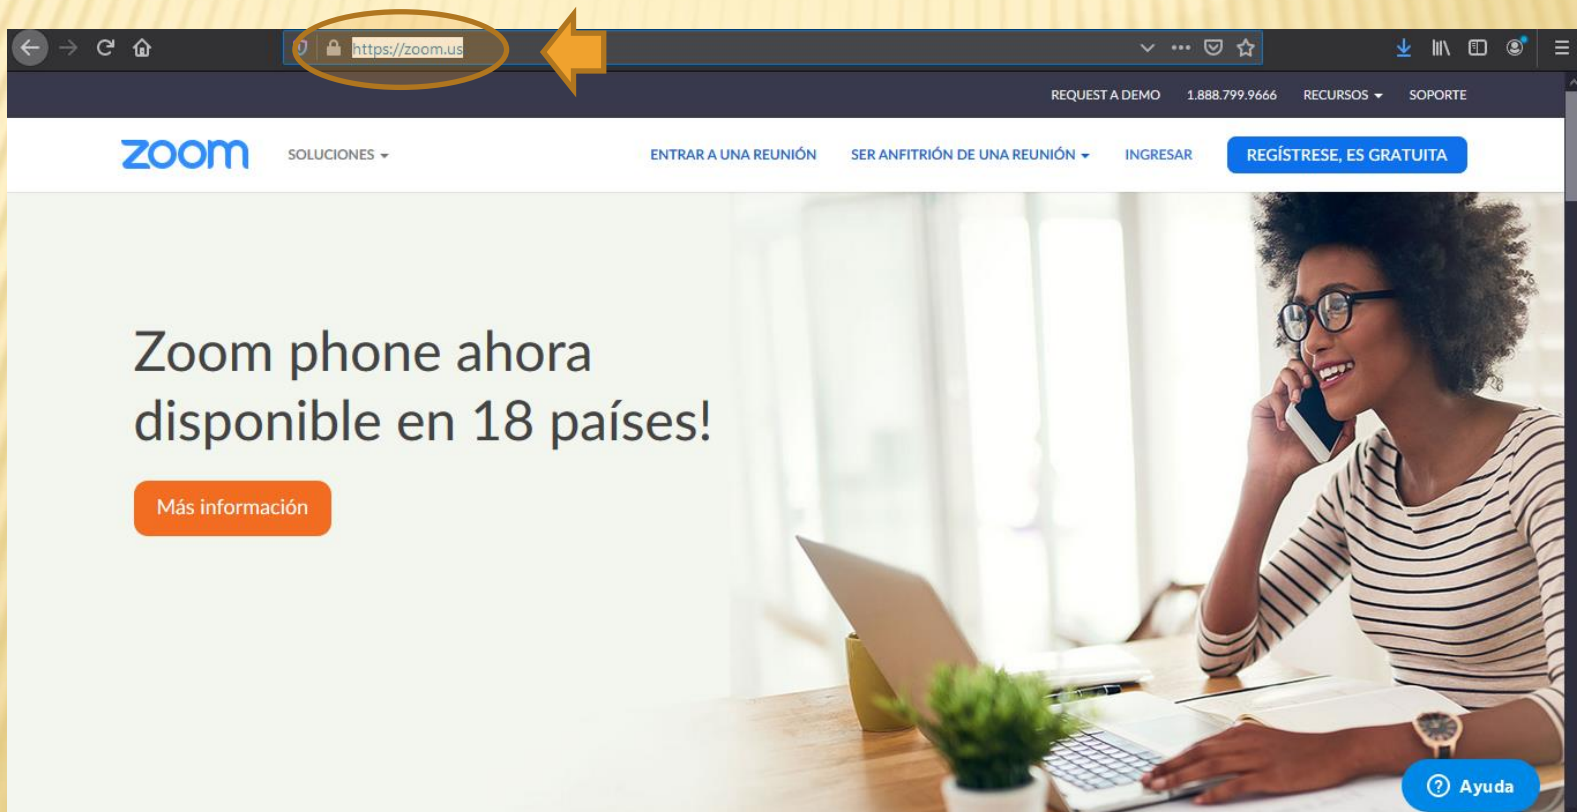 https://zoom.us
REQUEST A DEMO 1.888.799.9666 RECURSOS SOPORTE
zoom SOLUCIONES ENTRAR A UNA REUNIÓN SER ANFITRIÓN DE UNA REUNIÓN INGRESAR REGÍSTRESE, ES GRATUITA
Zoom phone ahora
disponible en 18 países!
Más información
Ayuda